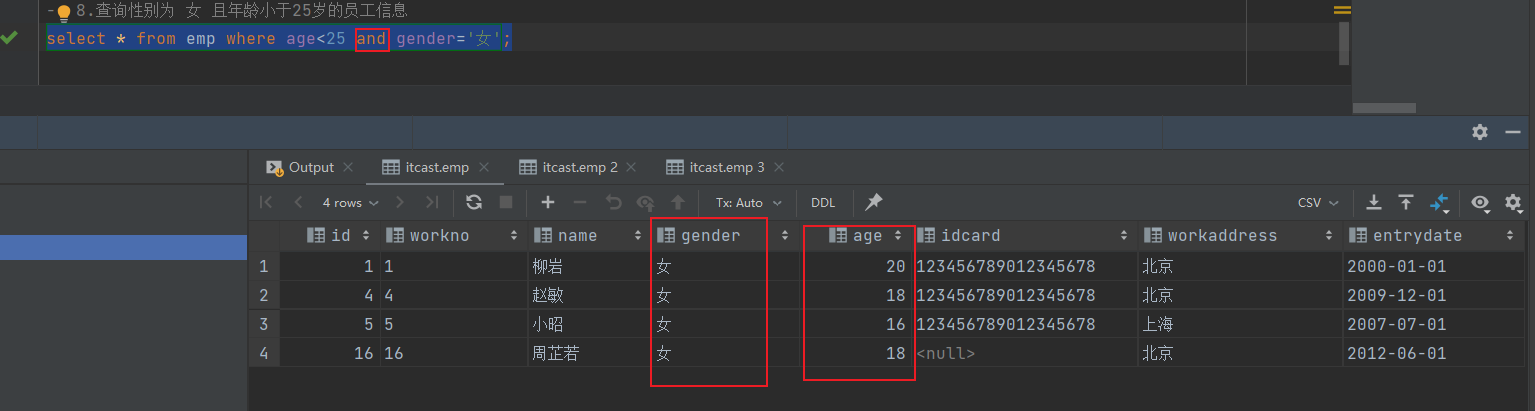 - 8.查询性别为 女 且年龄小于25岁的员工信息
select * from emp where age<25 and gender='女';
Output itcast.emp itcast.emp 2 itcast.emp 3
4 rows Tx: Auto DDL CSV
id workno name gender age idcard workaddress entrydate
1 1 1 柳岩 女 20 123456789012345678 北京 2000-01-01
2 4 4 赵敏 女 18 123456789012345678 北京 2009-12-01
3 5 5 小昭 女 16 123456789012345678 上海 2007-07-01
4 16 16 周芷若 女 18 <null> 北京 2012-06-01